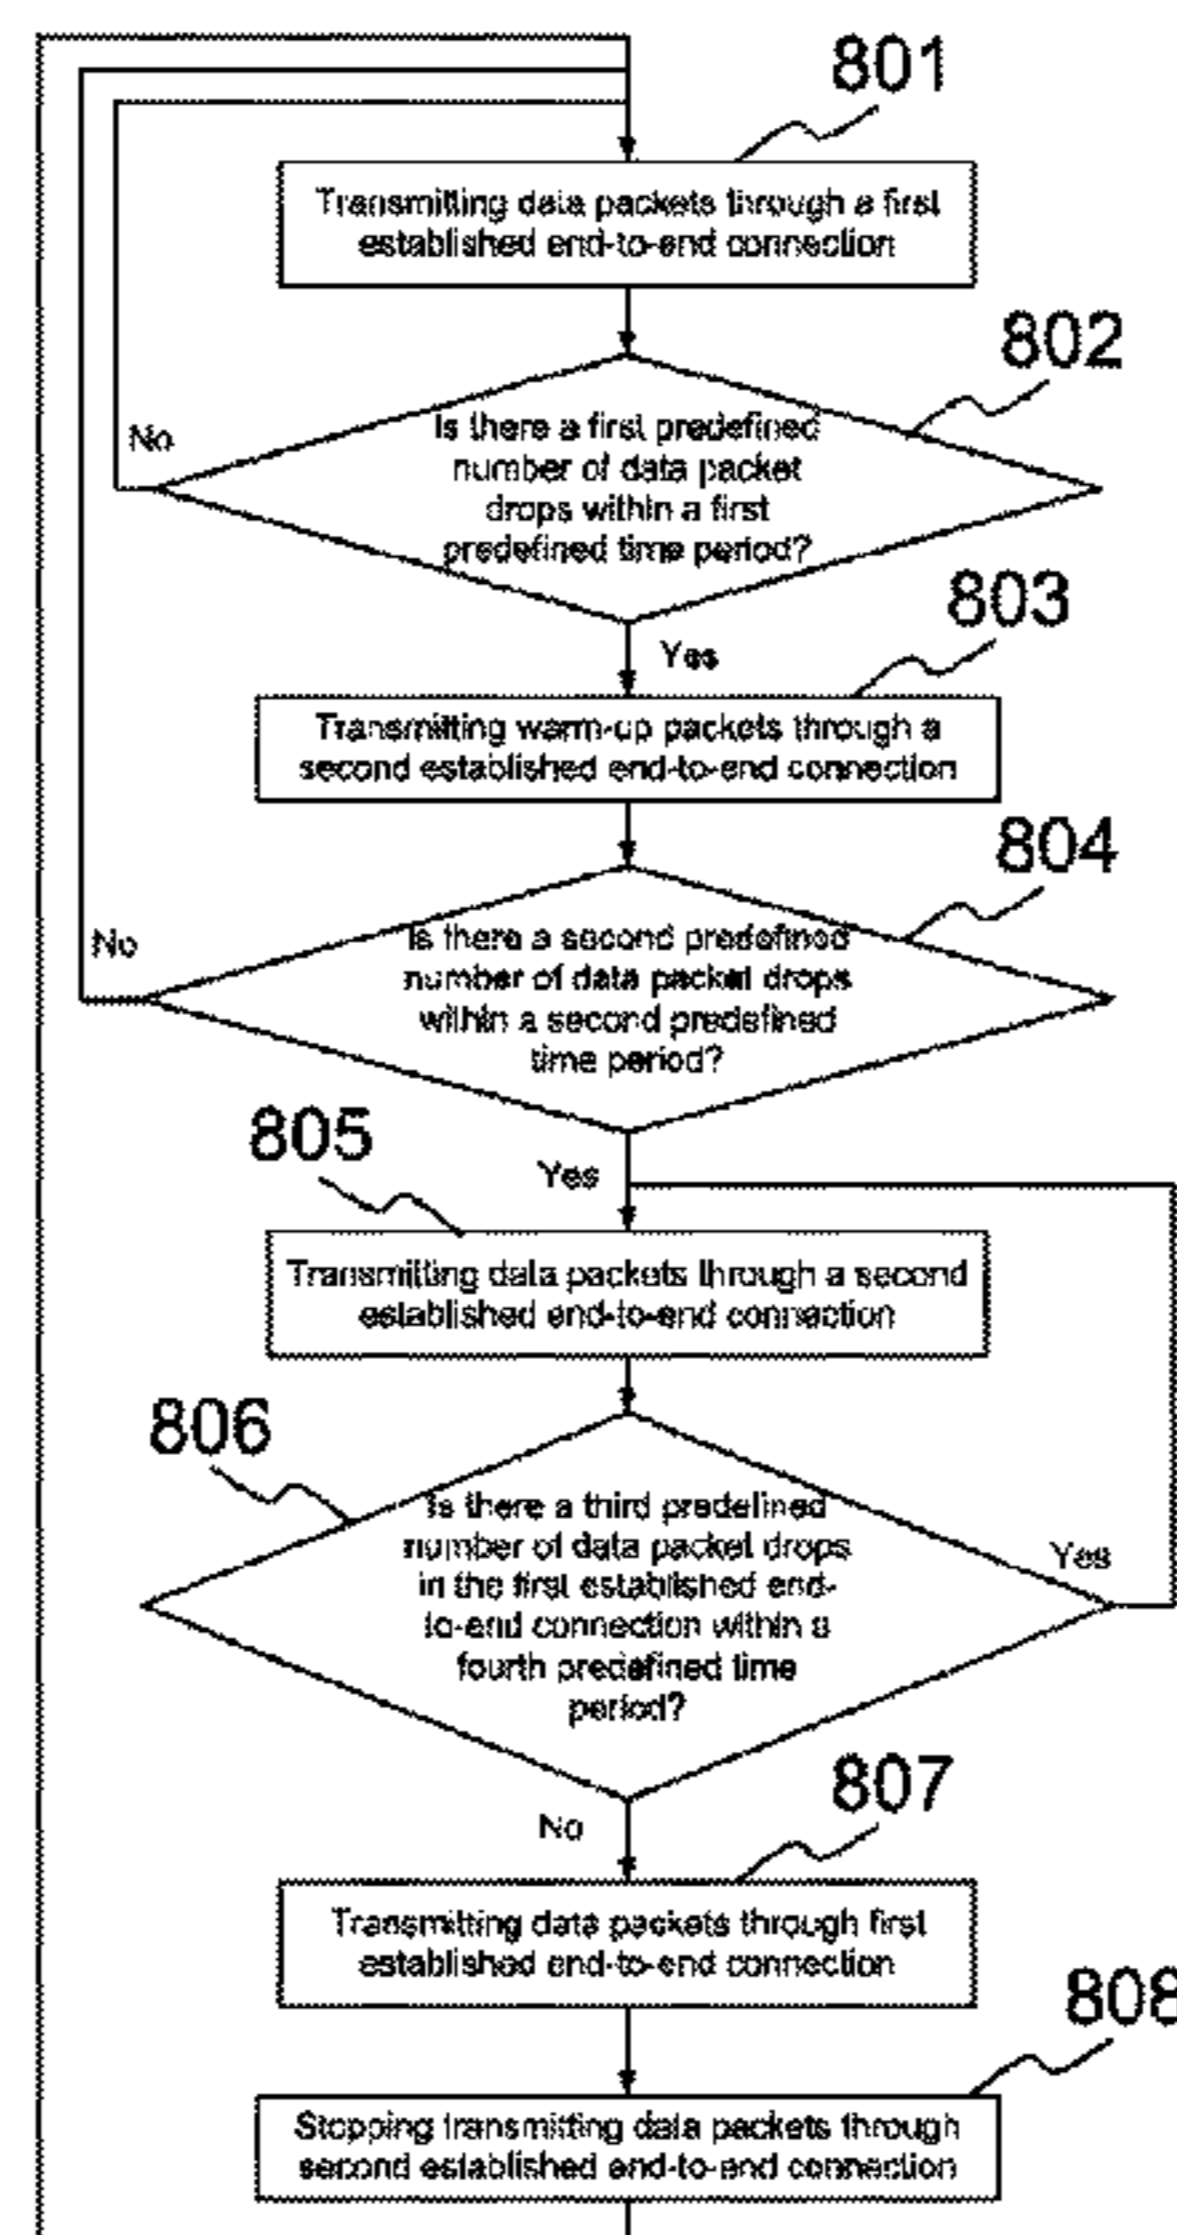 801
Transmitting data packets through a first
established end-to-end connection
802
No
Is there a first predefined
number of data packet
drops within a first
predefined time period?
803
Yes
Transmitting warm-up packets through a
second established end-to-end connection
804
No
Is there a second predefined
number of data packet drops
within a second predefined
time period?
805
Yes
Transmitting data packets through a second
established end-to-end connection
806
Is there a third predefined
number of data packet drops
in the first established end-
to-end connection within a
fourth predefined time
period?
Yes
807
No
Transmitting data packets through first
established end-to-end connection
808
Stopping transmitting data packets through
second established end-to-end connection